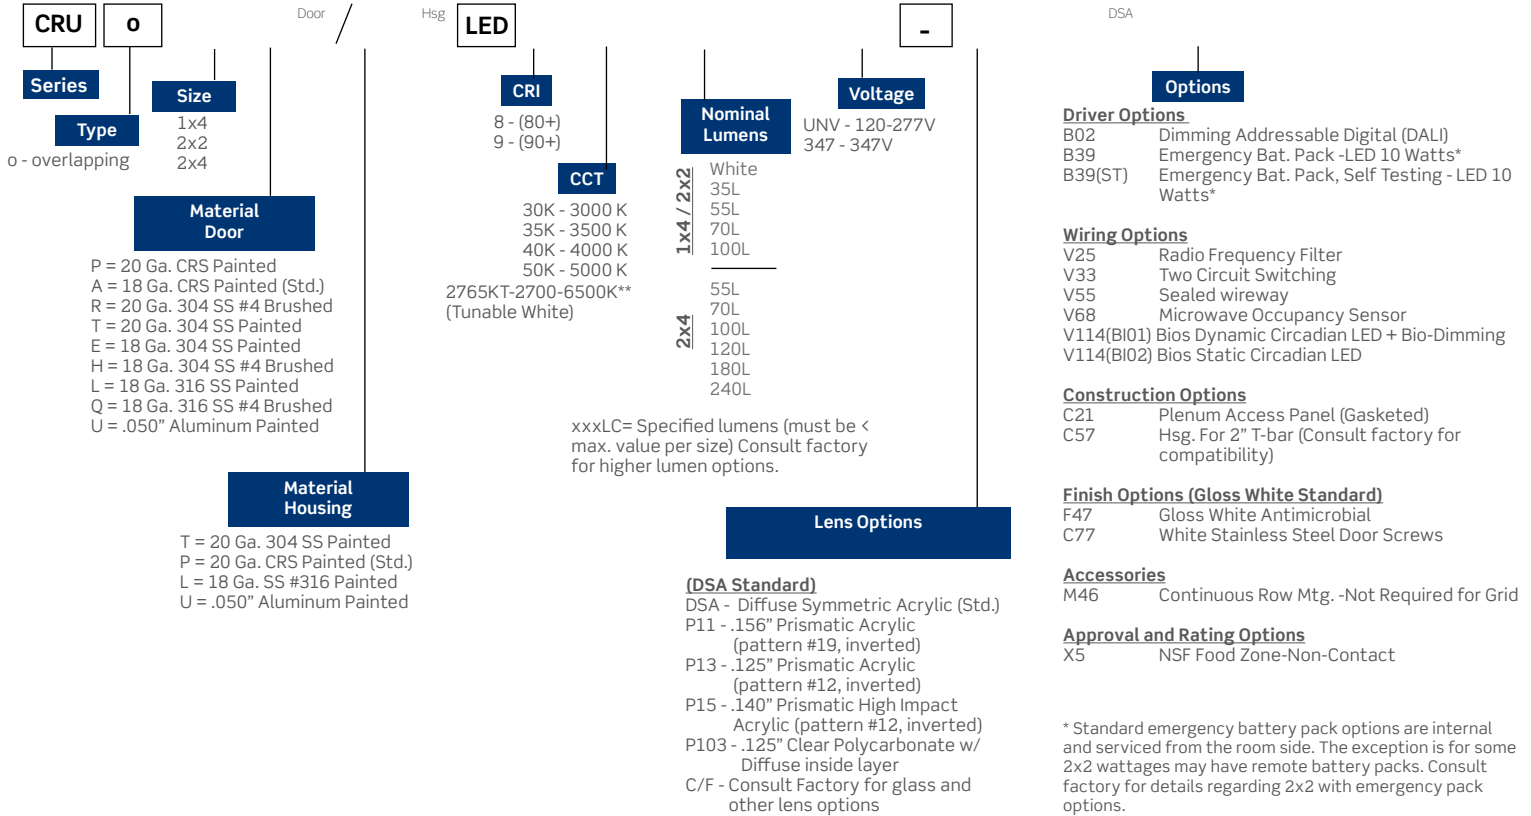 CRU
o
Door
/
Hsg
LED
-
DSA
Series
Type
o - overlapping
Size
1x4
2x2
2x4
Material
Door
P = 20 Ga. CRS Painted
A = 18 Ga. CRS Painted (Std.)
R = 20 Ga. 304 SS #4 Brushed
T = 20 Ga. 304 SS Painted
E = 18 Ga. 304 SS Painted
H = 18 Ga. 304 SS #4 Brushed
L = 18 Ga. 316 SS Painted
Q = 18 Ga. 316 SS #4 Brushed
U = .050” Aluminum Painted
Material
Housing
T = 20 Ga. 304 SS Painted
P = 20 Ga. CRS Painted (Std.)
L = 18 Ga. SS #316 Painted
U = .050” Aluminum Painted
CRI
8 - (80+)
9 - (90+)
CCT
30K - 3000 K
35K - 3500 K
40K - 4000 K
50K - 5000 K
2765KT-2700-6500K**
(Tunable White)
Nominal
Lumens
1x4 / 2x2
White
35L
55L
70L
100L
2x4
55L
70L
100L
120L
180L
240L
xxxLC= Specified lumens (must be <
max. value per size) Consult factory
for higher lumen options.
Voltage
UNV - 120-277V
347 - 347V
Lens Options
(DSA Standard)
DSA - Diffuse Symmetric Acrylic (Std.)
P11 - .156” Prismatic Acrylic
(pattern #19, inverted)
P13 - .125” Prismatic Acrylic
(pattern #12, inverted)
P15 - .140” Prismatic High Impact
Acrylic (pattern #12, inverted)
P103 - .125” Clear Polycarbonate w/
Diffuse inside layer
C/F - Consult Factory for glass and
other lens options
Options
Driver Options
B02 Dimming Addressable Digital (DALI)
B39 Emergency Bat. Pack -LED 10 Watts*
B39(ST) Emergency Bat. Pack, Self Testing - LED 10
Watts*
Wiring Options
V25 Radio Frequency Filter
V33 Two Circuit Switching
V55 Sealed wireway
V68 Microwave Occupancy Sensor
V114(BI01) Bios Dynamic Circadian LED + Bio-Dimming
V114(BI02) Bios Static Circadian LED
Construction Options
C21 Plenum Access Panel (Gasketed)
C57 Hsg. For 2” T-bar (Consult factory for
compatibility)
Finish Options (Gloss White Standard)
F47 Gloss White Antimicrobial
C77 White Stainless Steel Door Screws
Accessories
M46 Continuous Row Mtg. -Not Required for Grid
Approval and Rating Options
X5 NSF Food Zone-Non-Contact
* Standard emergency battery pack options are internal
and serviced from the room side. The exception is for some
2x2 wattages may have remote battery packs. Consult
factory for details regarding 2x2 with emergency pack
options.